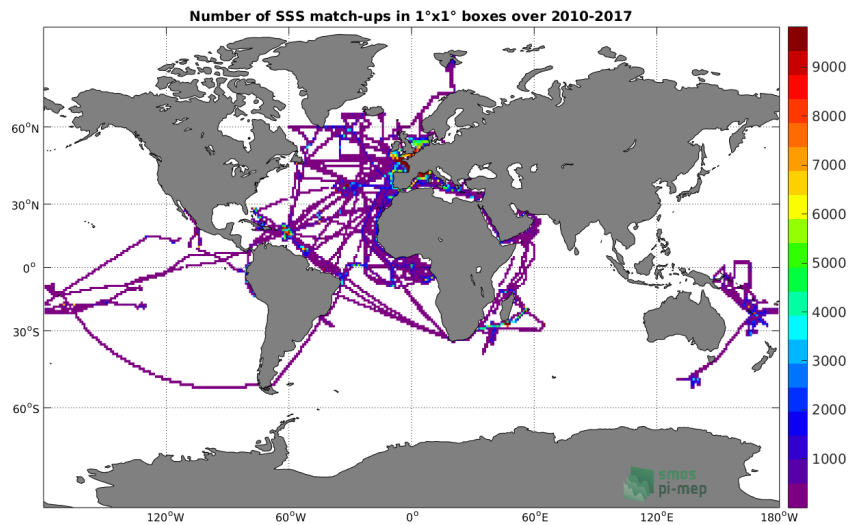 Number of SSS match-ups in 1°x1° boxes over 2010-2017
60°N
30°N
0°
30°S
60°S
120°W
60°W
0°
60°E
120°E
180°W
9000
8000
7000
6000
5000
4000
3000
2000
1000
smos
pi-mep